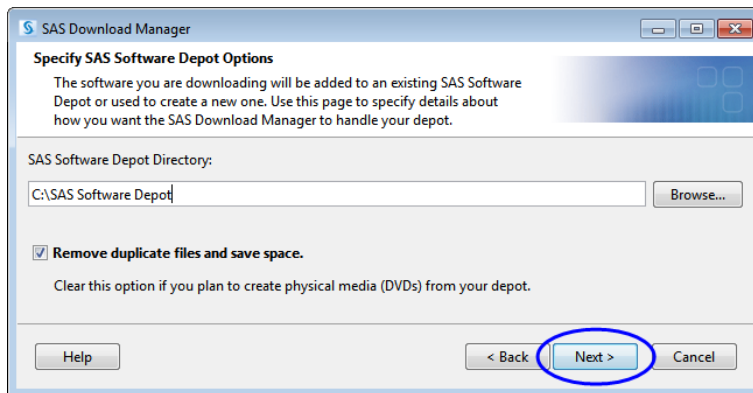 SAS Download Manager
Specify SAS Software Depot Options
The software you are downloading will be added to an existing SAS Software
Depot or used to create a new one. Use this page to specify details about
how you want the SAS Download Manager to handle your depot.
SAS Software Depot Directory:
C:\SAS Software Depot
Browse...
Remove duplicate files and save space.
Clear this option if you plan to create physical media (DVDs) from your depot.
Help
< Back
Next >
Cancel